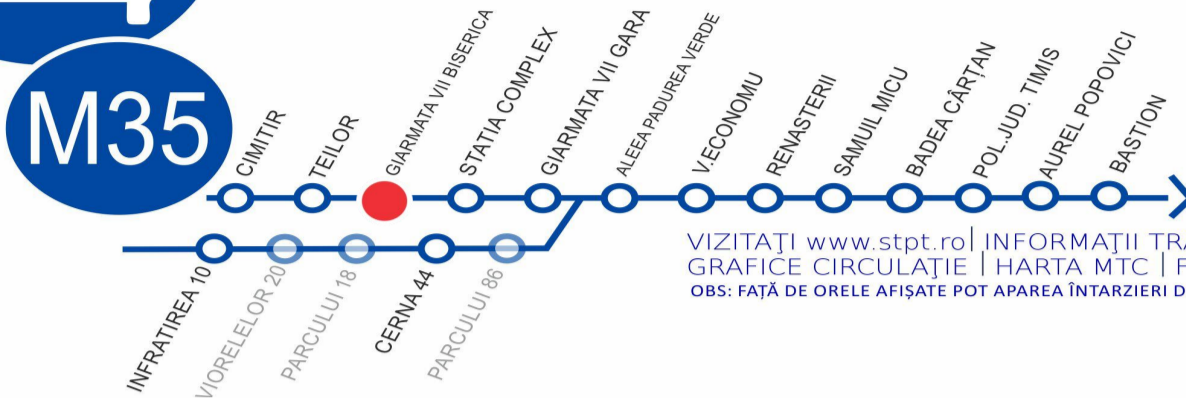 M35
CIMITIR
TEILOR
GIARMATA VII BISERICA
STATIA COMPLEX
GIARMATA VII GARA
ALEEA PADUREA VERDE
V.ECONOMU
RENASTERII
SAMUIL MICU
BADEA CÂRȚAN
POL.JUD. TIMIS
AUREL POPOVICI
BASTION
INFRATIREA 10
VIORELELOR 20
PARCULUI 18
CERNA 44
PARCULUI 86
VIZITAȚI www.stpt.ro| INFORMAȚII TRA
GRAFICE CIRCULAȚIE | HARTA MTC | F
OBS: FAȚĂ DE ORELE AFIȘATE POT APAREA ÎNTARZIERI D